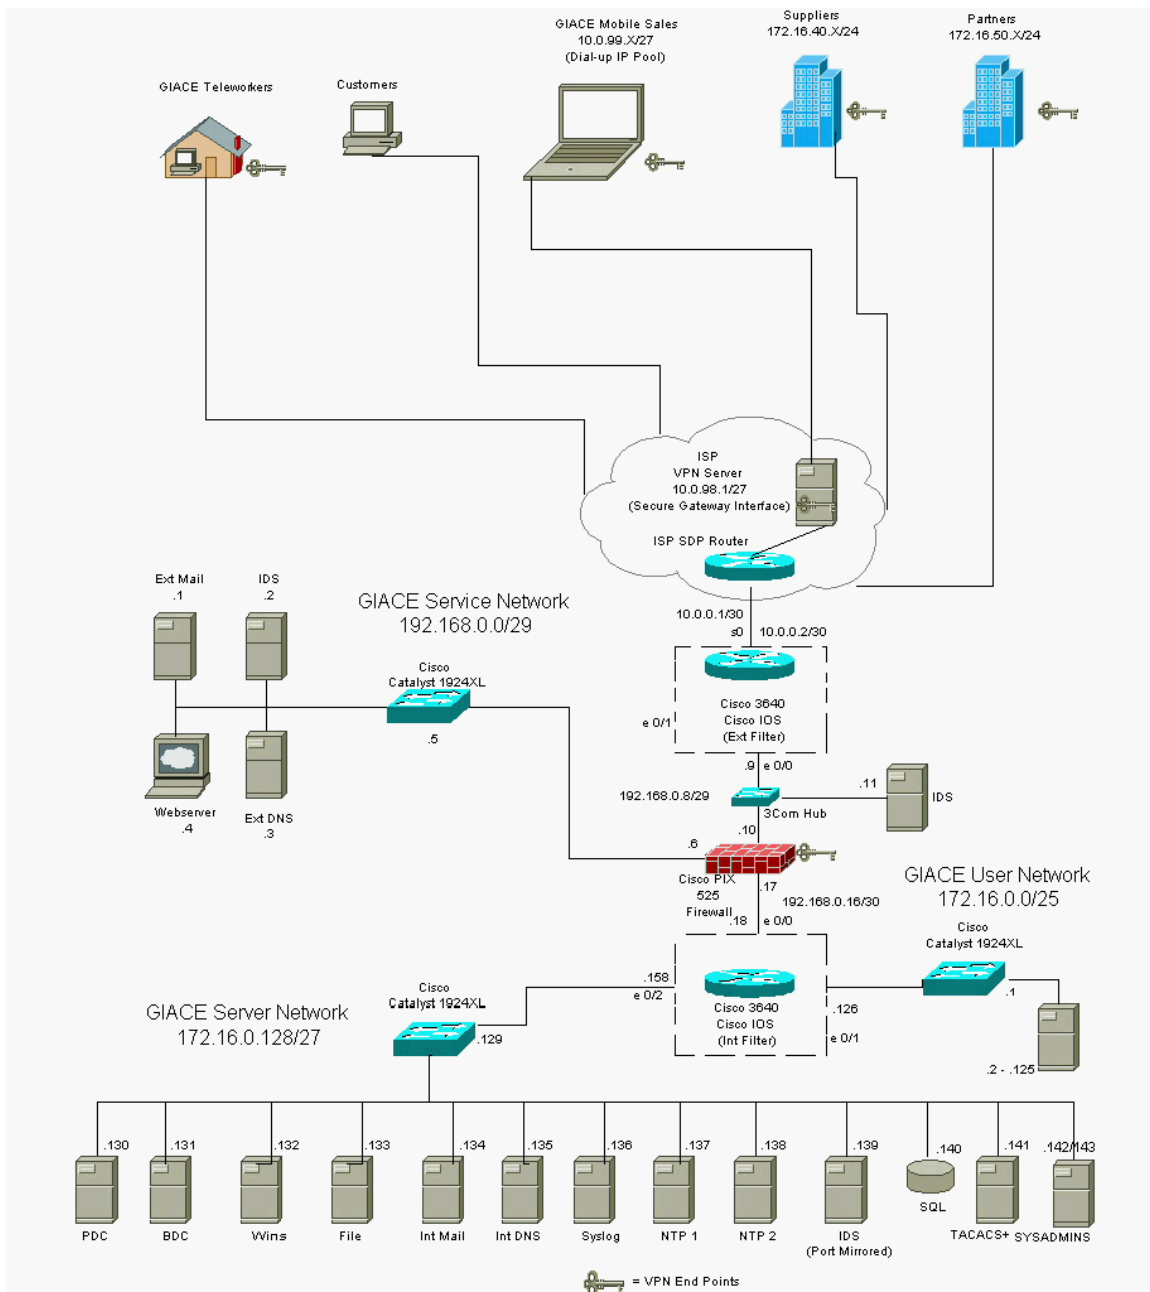 Suppliers
172.16.40.X/24
Partners
172.16.50.X/24
GIACE Mobile Sales
10.0.99.X/27
(Dial-up IP Pool)
GIACE Teleworkers
Customers
ISP
VPN Server
10.0.98.1/27
(Secure Gateway Interface)
ISP SDP Router
10.0.0.1/30
s0
10.0.0.2/30
Ext Mail
.1
IDS
.2
GIACE Service Network
192.168.0.0/29
Cisco
Catalyst 1924XL
.5
Webserver
.4
Ext DNS
.3
e 0/1
Cisco 3640
Cisco IOS
(Ext Filter)
.9
e 0/0
192.168.0.8/29
3Com Hub
.11
IDS
.10
.6
Cisco PIX
525
Firewall
.17
192.168.0.16/30
.18
e 0/0
GIACE User Network
172.16.0.0/25
Cisco
Catalyst 1924XL
.1
.2 - .125
.158
e 0/2
Cisco 3640
Cisco IOS
(Int Filter)
.126
e 0/1
GIACE Server Network
172.16.0.128/27
Cisco
Catalyst 1924XL
.129
.130
.131
.132
.133
.134
.135
.136
.137
.138
.139
.140
.141
.142/143
PDC
BDC
Wins
File
Int Mail
Int DNS
Syslog
NTP 1
NTP 2
IDS
(Port Mirrored)
SQL
TACACS+
SYSADMINS
= VPN End Points